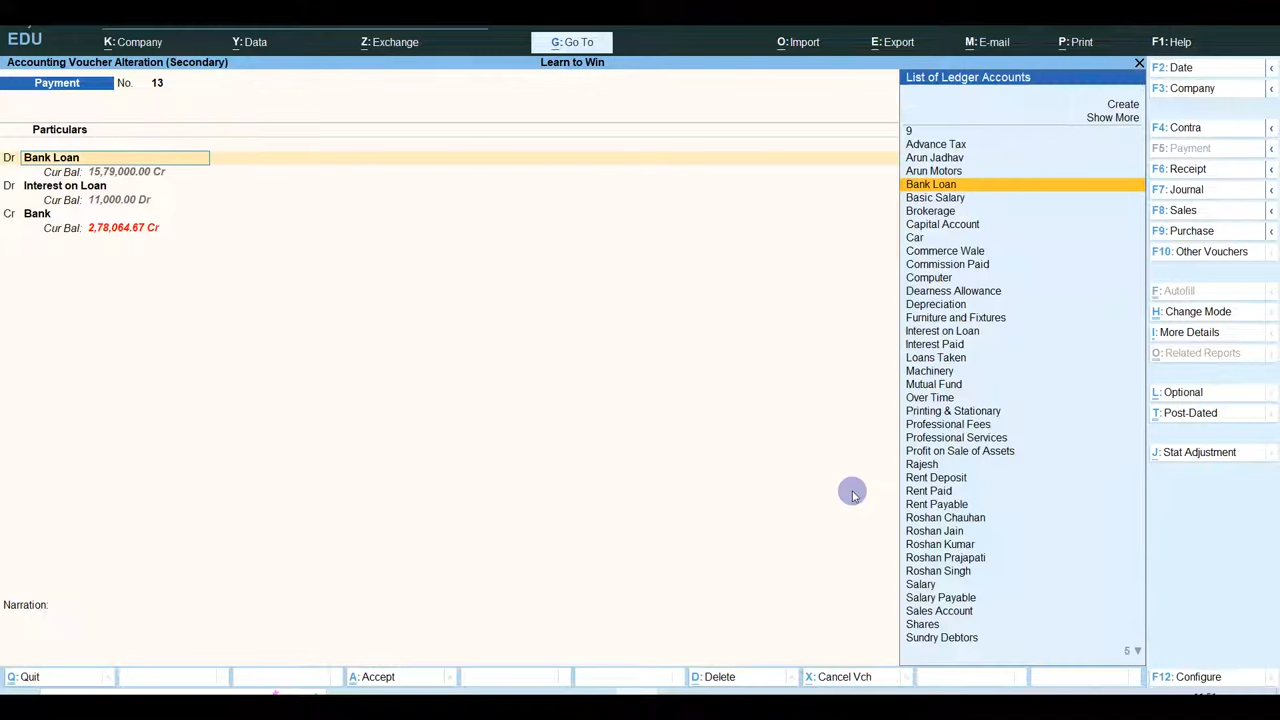 EDU
K: Company Y: Data Z: Exchange G: Go To O: Import E: Export M: E-mail P: Print F1: Help
Accounting Voucher Alteration (Secondary) Learn to Win
Payment No. 13
Particulars
Dr Bank Loan
Cur Bal: 15,79,000.00 Cr
Dr Interest on Loan
Cur Bal: 11,000.00 Dr
Cr Bank
Cur Bal: 2,78,064.67 Cr
Narration:
List of Ledger Accounts
Create
Show More
9
Advance Tax
Arun Jadhav
Arun Motors
Bank Loan
Basic Salary
Brokerage
Capital Account
Car
Commerce Wale
Commission Paid
Computer
Dearness Allowance
Depreciation
Furniture and Fixtures
Interest on Loan
Interest Paid
Loans Taken
Machinery
Mutual Fund
Over Time
Printing & Stationary
Professional Fees
Professional Services
Profit on Sale of Assets
Rajesh
Rent Deposit
Rent Paid
Rent Payable
Roshan Chauhan
Roshan Jain
Roshan Kumar
Roshan Prajapati
Roshan Singh
Salary
Salary Payable
Sales Account
Shares
Sundry Debtors
5 ▼
F2: Date
F3: Company
F4: Contra
F5: Payment
F6: Receipt
F7: Journal
F8: Sales
F9: Purchase
F10: Other Vouchers
F: Autofill
H: Change Mode
I: More Details
O: Related Reports
L: Optional
T: Post-Dated
J: Stat Adjustment
Q: Quit A: Accept D: Delete X: Cancel Vch F12: Configure